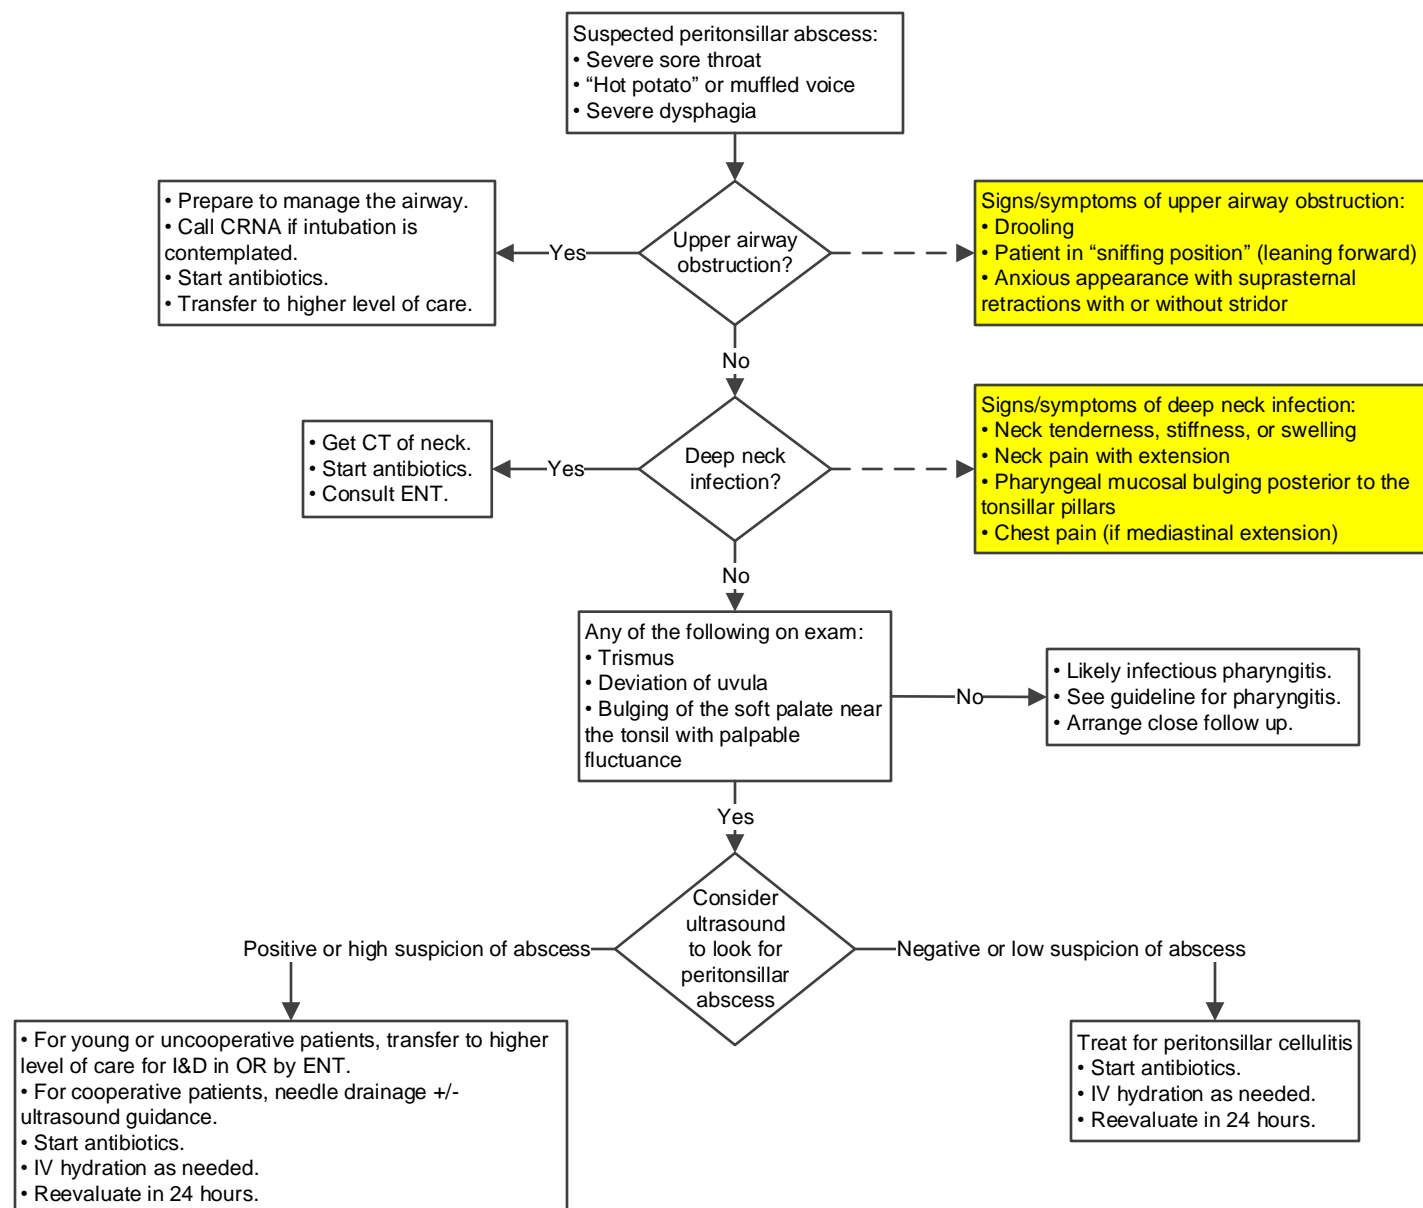 Suspected peritonsillar abscess:
• Severe sore throat
• “Hot potato” or muffled voice
• Severe dysphagia
• Prepare to manage the airway.
• Call CRNA if intubation is
contemplated.
• Start antibiotics.
• Transfer to higher level of care.
Yes
Upper airway
obstruction?
Signs/symptoms of upper airway obstruction:
• Drooling
• Patient in “sniffing position” (leaning forward)
• Anxious appearance with suprasternal
retractions with or without stridor
No
• Get CT of neck.
• Start antibiotics.
• Consult ENT.
Yes
Deep neck
infection?
Signs/symptoms of deep neck infection:
• Neck tenderness, stiffness, or swelling
• Neck pain with extension
• Pharyngeal mucosal bulging posterior to the
tonsillar pillars
• Chest pain (if mediastinal extension)
No
Any of the following on exam:
• Trismus
• Deviation of uvula
• Bulging of the soft palate near
the tonsil with palpable
fluctuance
No
• Likely infectious pharyngitis.
• See guideline for pharyngitis.
• Arrange close follow up.
Yes
Consider
ultrasound
to look for
peritonsillar
abscess
Positive or high suspicion of abscess
Negative or low suspicion of abscess
• For young or uncooperative patients, transfer to higher
level of care for I&D in OR by ENT.
• For cooperative patients, needle drainage +/-
ultrasound guidance.
• Start antibiotics.
• IV hydration as needed.
• Reevaluate in 24 hours.
Treat for peritonsillar cellulitis
• Start antibiotics.
• IV hydration as needed.
• Reevaluate in 24 hours.